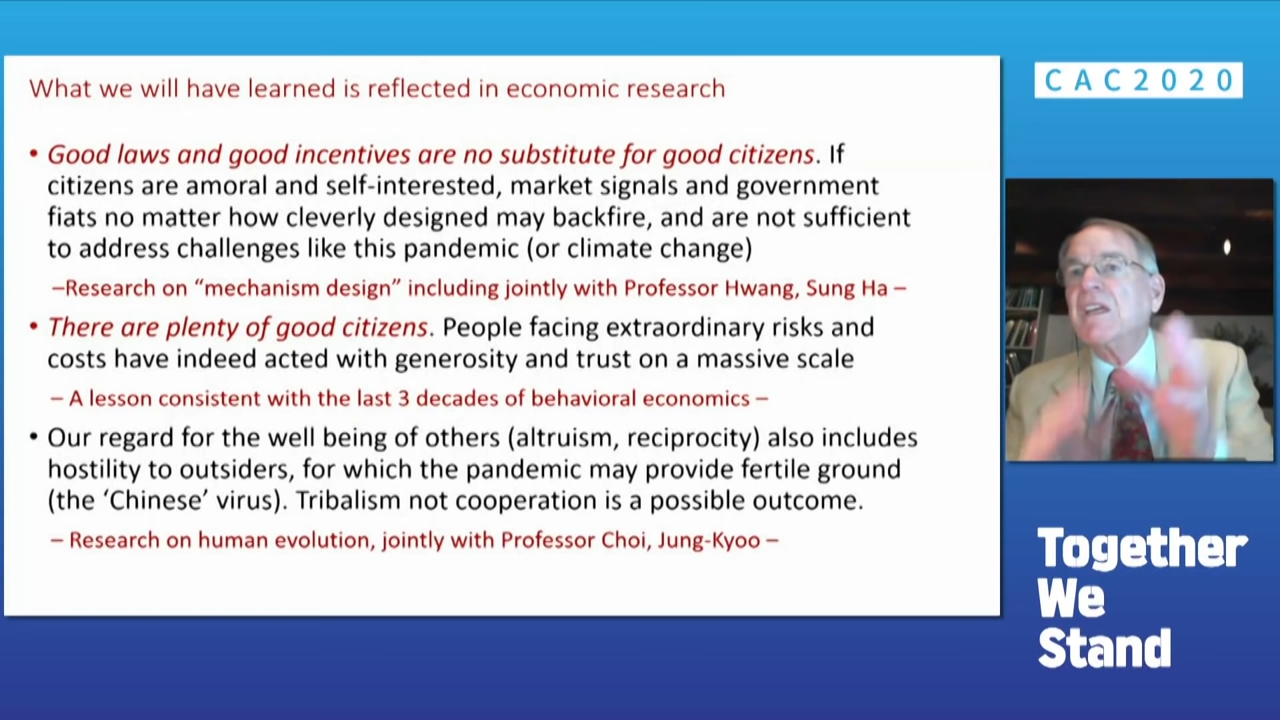 What we will have learned is reflected in economic research
• Good laws and good incentives are no substitute for good citizens. If
citizens are amoral and self-interested, market signals and government
fiats no matter how cleverly designed may backfire, and are not sufficient
to address challenges like this pandemic (or climate change)
–Research on “mechanism design” including jointly with Professor Hwang, Sung Ha –
• There are plenty of good citizens. People facing extraordinary risks and
costs have indeed acted with generosity and trust on a massive scale
– A lesson consistent with the last 3 decades of behavioral economics –
• Our regard for the well being of others (altruism, reciprocity) also includes
hostility to outsiders, for which the pandemic may provide fertile ground
(the ‘Chinese’ virus). Tribalism not cooperation is a possible outcome.
– Research on human evolution, jointly with Professor Choi, Jung-Kyoo –
CAC2020
Together
We
Stand